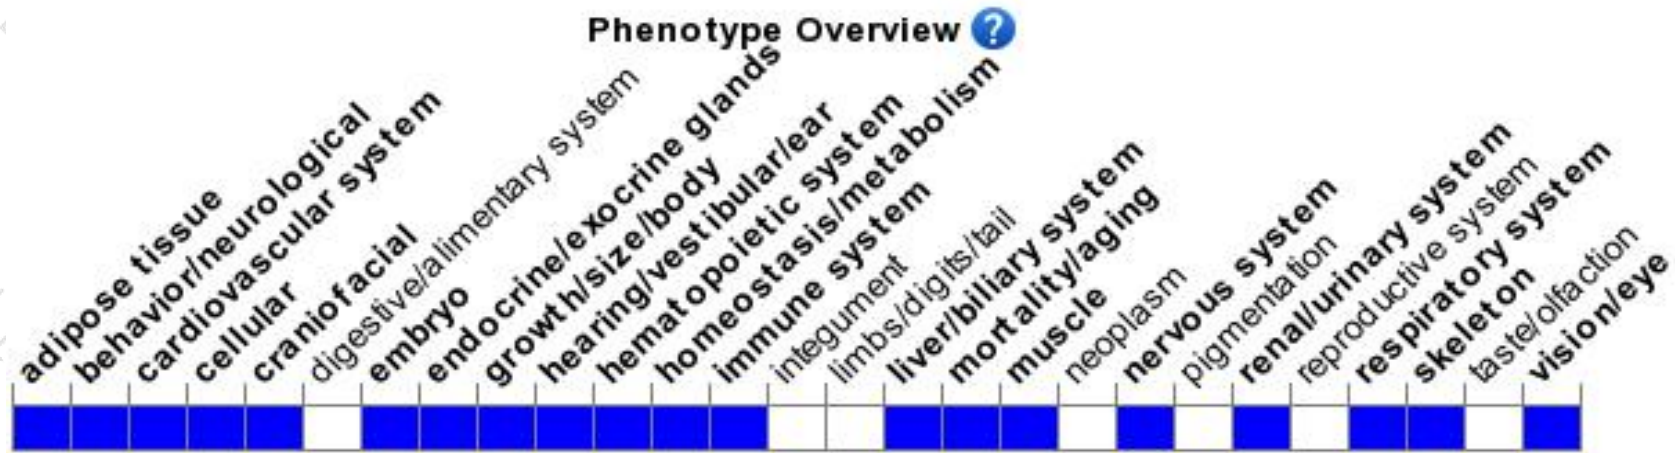 Phenotype Overview ?
adipose tissue
behavior/neurological
cardiovascular system
cellular
craniofacial
digestive/alimentary system
embryo
endocrine/exocrine glands
growth/size/body
hearing/vestibular/ear
hematopoietic system
homeostasis/metabolism
immune system
integument
limbs/digits/tail
liver/biliary system
mortality/aging
muscle
neoplasm
nervous system
pigmentation
renal/urinary system
reproductive system
respiratory system
skeleton
taste/olfaction
vision/eye